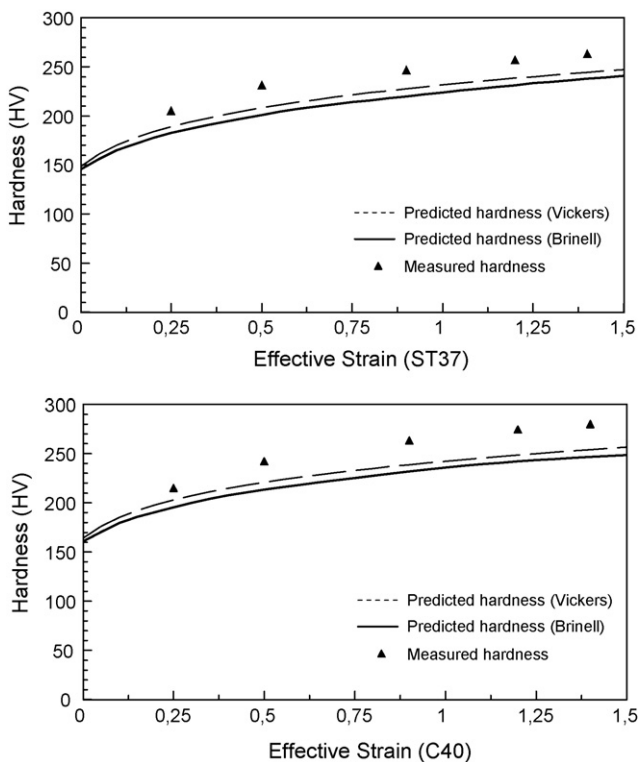 300
250
200
150
100
50
0
Hardness (HV)
Predicted hardness (Vickers)
Predicted hardness (Brinell)
Measured hardness
0 0,25 0,5 0,75 1 1,25 1,5
Effective Strain (ST37)
300
250
200
150
100
50
0
Hardness (HV)
Predicted hardness (Vickers)
Predicted hardness (Brinell)
Measured hardness
0 0,25 0,5 0,75 1 1,25 1,5
Effective Strain (C40)